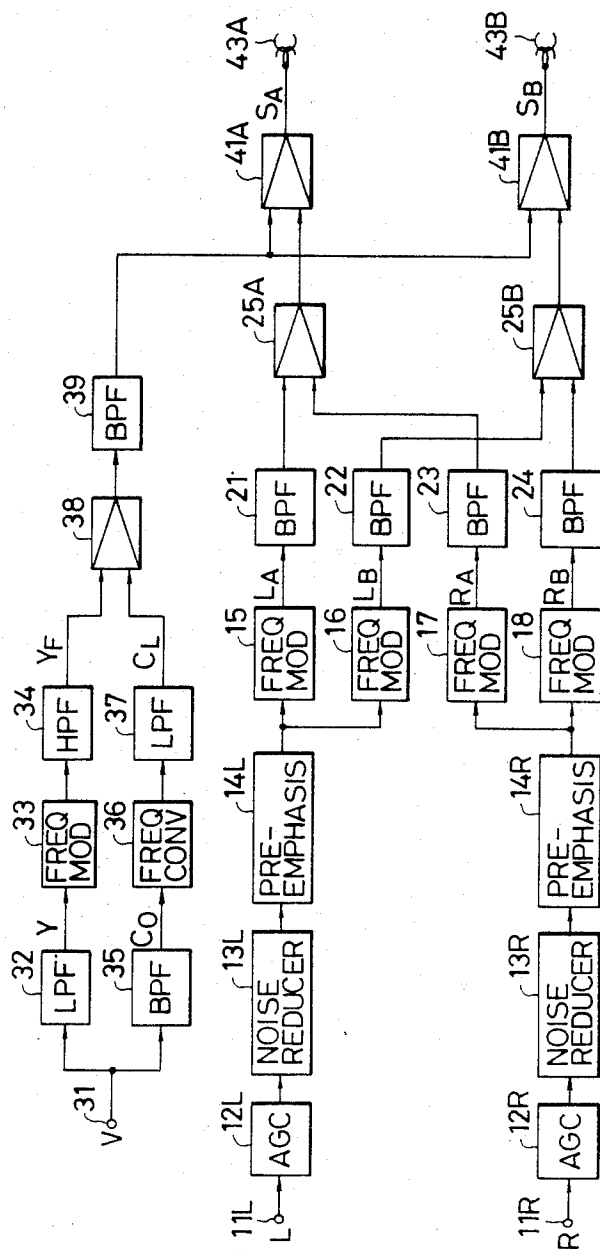 31
V
32
LPF
Y
33
FREQ
MOD
34
HPF
YF
35
BPF
CO
36
FREQ
CONV
37
LPF
CL
38
39
BPF
11L
L
12L
AGC
13L
NOISE
REDUCER
14L
PRE-
EMPHASIS
15
FREQ
MOD
LA
21
BPF
16
FREQ
MOD
LB
22
BPF
17
FREQ
MOD
RA
23
BPF
18
FREQ
MOD
RB
24
BPF
25A
41A
SA
43A
25B
41B
SB
43B
11R
R
12R
AGC
13R
NOISE
REDUCER
14R
PRE-
EMPHASIS